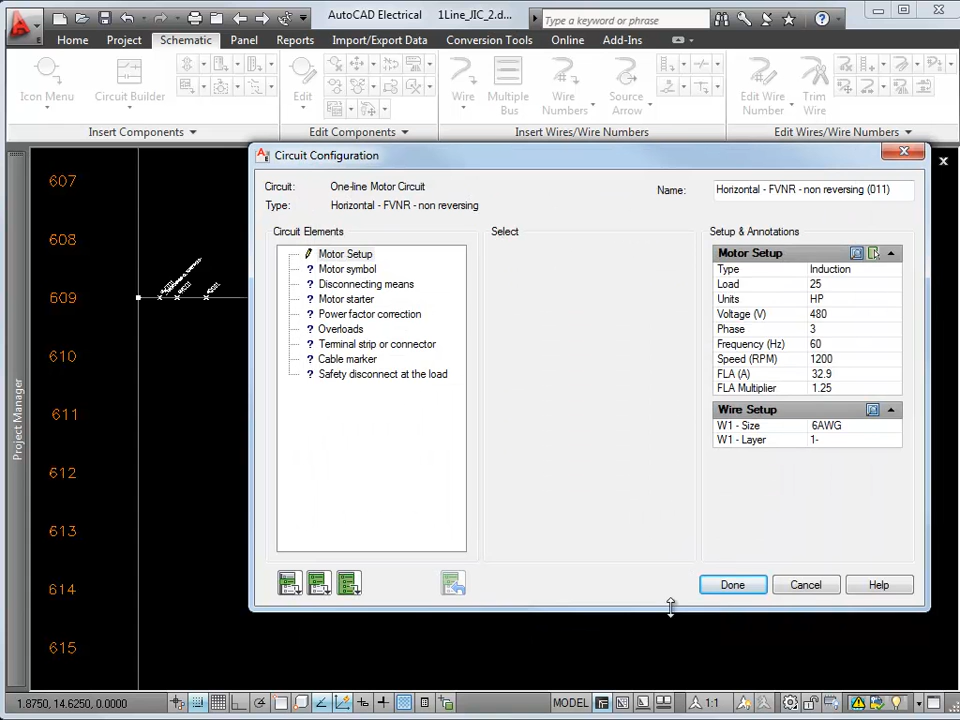 AutoCAD Electrical 1Line_JIC_2.d...
Type a keyword or phrase
Home Project Schematic Panel Reports Import/Export Data Conversion Tools Online Add-Ins
Icon Menu Circuit Builder Edit Wire Multiple Bus Wire Numbers Source Arrow Edit Wire Number Trim Wire
Insert Components Edit Components Insert Wires/Wire Numbers Edit Wires/Wire Numbers
Project Manager
607
608
609
610
611
612
613
614
615
Circuit Configuration
Circuit: One-line Motor Circuit
Name: Horizontal - FVNR - non reversing (011)
Type: Horizontal - FVNR - non reversing
Circuit Elements
Motor Setup
? Motor symbol
? Disconnecting means
? Motor starter
? Power factor correction
? Overloads
? Terminal strip or connector
? Cable marker
? Safety disconnect at the load
Select
Setup & Annotations
Motor Setup
Type Induction
Load 25
Units HP
Voltage (V) 480
Phase 3
Frequency (Hz) 60
Speed (RPM) 1200
FLA (A) 32.9
FLA Multiplier 1.25
Wire Setup
W1 - Size 6AWG
W1 - Layer 1-
Done Cancel Help
1.8750, 14.6250, 0.0000
MODEL 1:1